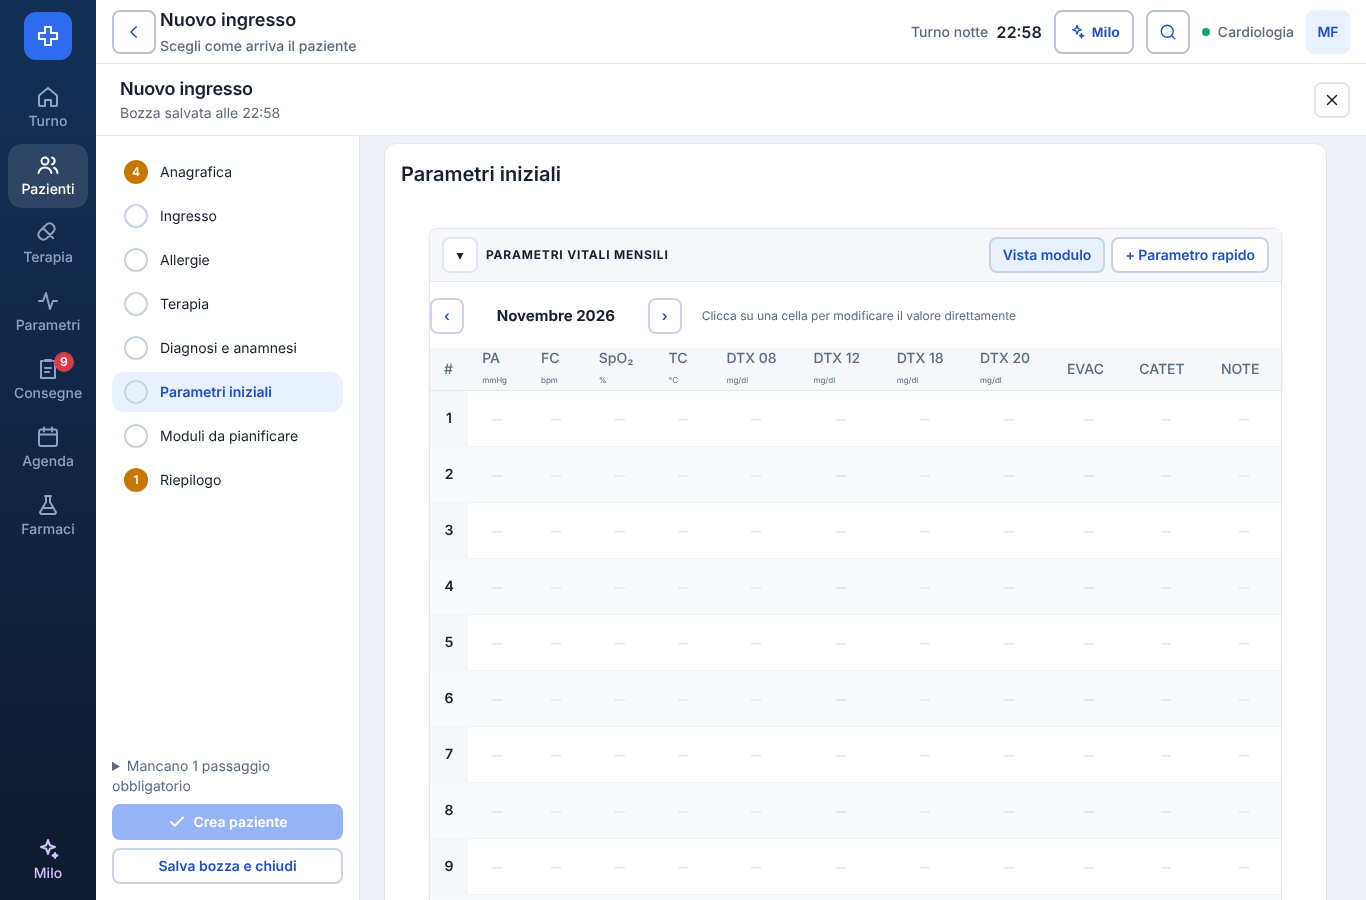 Nuovo ingresso
Scegli come arriva il paziente
Turno notte 22:58
Milo
Cardiologia
MF
Turno
Pazienti
Terapia
Parametri
9
Consegne
Agenda
Farmaci
Milo
Nuovo ingresso
Bozza salvata alle 22:58
4 Anagrafica
Ingresso
Allergie
Terapia
Diagnosi e anamnesi
Parametri iniziali
Moduli da pianificare
1 Riepilogo
Mancano 1 passaggio
obbligatorio
Crea paziente
Salva bozza e chiudi
Parametri iniziali
PARAMETRI VITALI MENSILI
Vista modulo
+ Parametro rapido
Novembre 2026
Clicca su una cella per modificare il valore direttamente
# PA FC SpO₂ TC DTX 08 DTX 12 DTX 18 DTX 20 EVAC CATET NOTE
mmHg bpm % °C mg/dl mg/dl mg/dl mg/dl
1 — — — — — — — — — — —
2 — — — — — — — — — — —
3 — — — — — — — — — — —
4 — — — — — — — — — — —
5 — — — — — — — — — — —
6 — — — — — — — — — — —
7 — — — — — — — — — — —
8 — — — — — — — — — — —
9 — — — — — — — — — — —